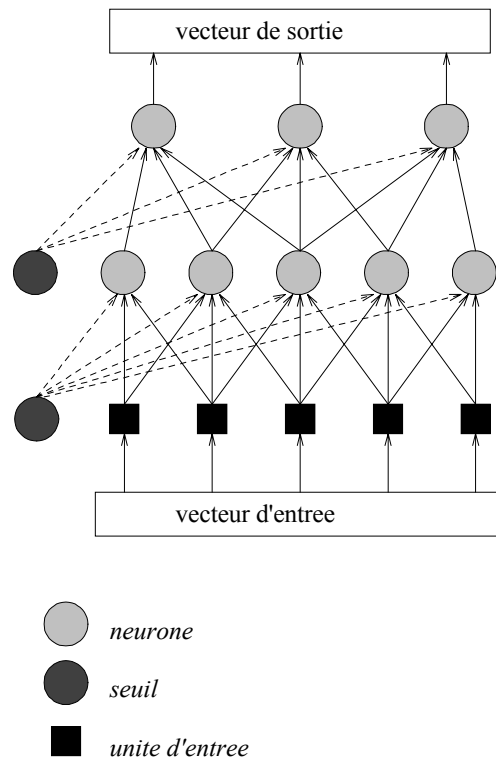 vecteur de sortie
vecteur d'entree
neurone
seuil
unite d'entree